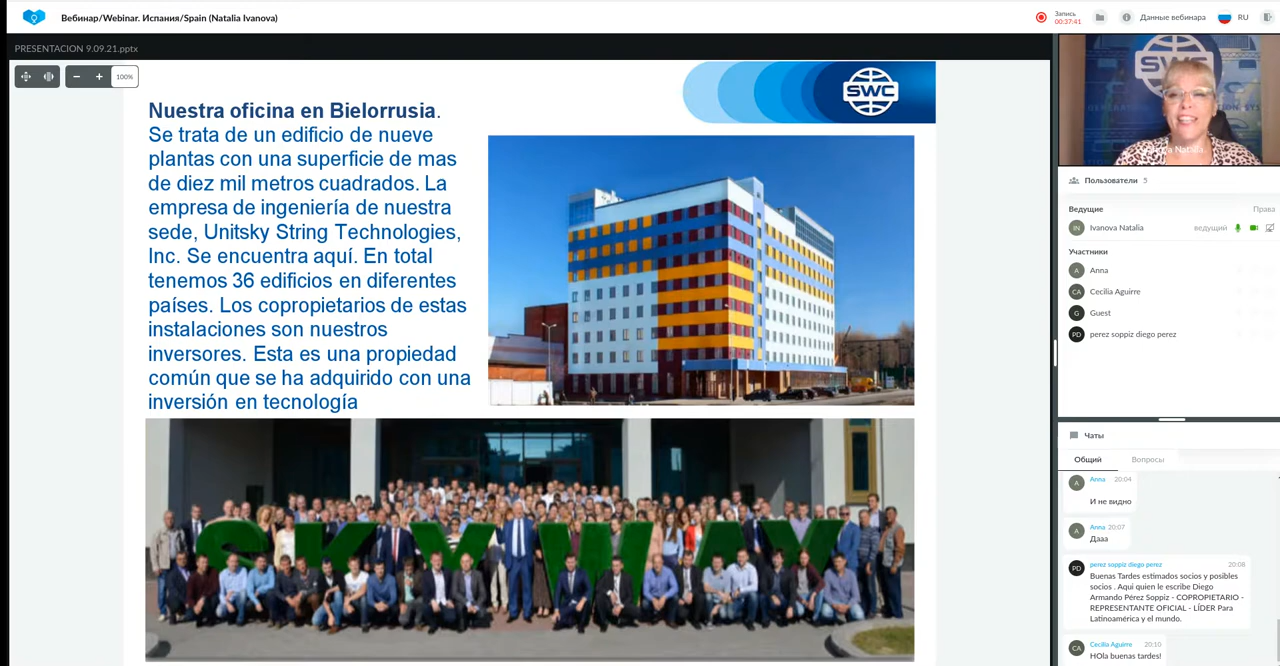 Вебинар/Webinar. Испания/Spain (Natalia Ivanova)
Запись
00:37:41
Данные вебинара
RU
PRESENTACION 9.09.21.pptx
100%
SWC
Nuestra oficina en Bielorrusia.
Se trata de un edificio de nueve
plantas con una superficie de mas
de diez mil metros cuadrados. La
empresa de ingeniería de nuestra
sede, Unitsky String Technologies,
Inc. Se encuentra aquí. En total
tenemos 36 edificios en diferentes
países. Los copropietarios de estas
instalaciones son nuestros
inversores. Esta es una propiedad
común que se ha adquirido con una
inversión en tecnología
SKYWAY
SWC
Пользователи 5
Ведущие Права
IN Ivanova Natalia ведущий
Участники
A Anna
CA Cecilia Aguirre
G Guest
PD perez soppiz diego perez
Чаты
Общий Вопросы
A Anna 20:04
И не видно
A Anna 20:07
Дааа
PD perez soppiz diego perez 20:08
Buenas Tardes estimados socios y posibles
socios . Aqui quien le escribe Diego
Armando Pérez Soppiz - COPROPIETARIO -
REPRESENTANTE OFICIAL - LÍDER Para
Latinoamérica y el mundo.
CA Cecilia Aguirre 20:10
HOla buenas tardes!